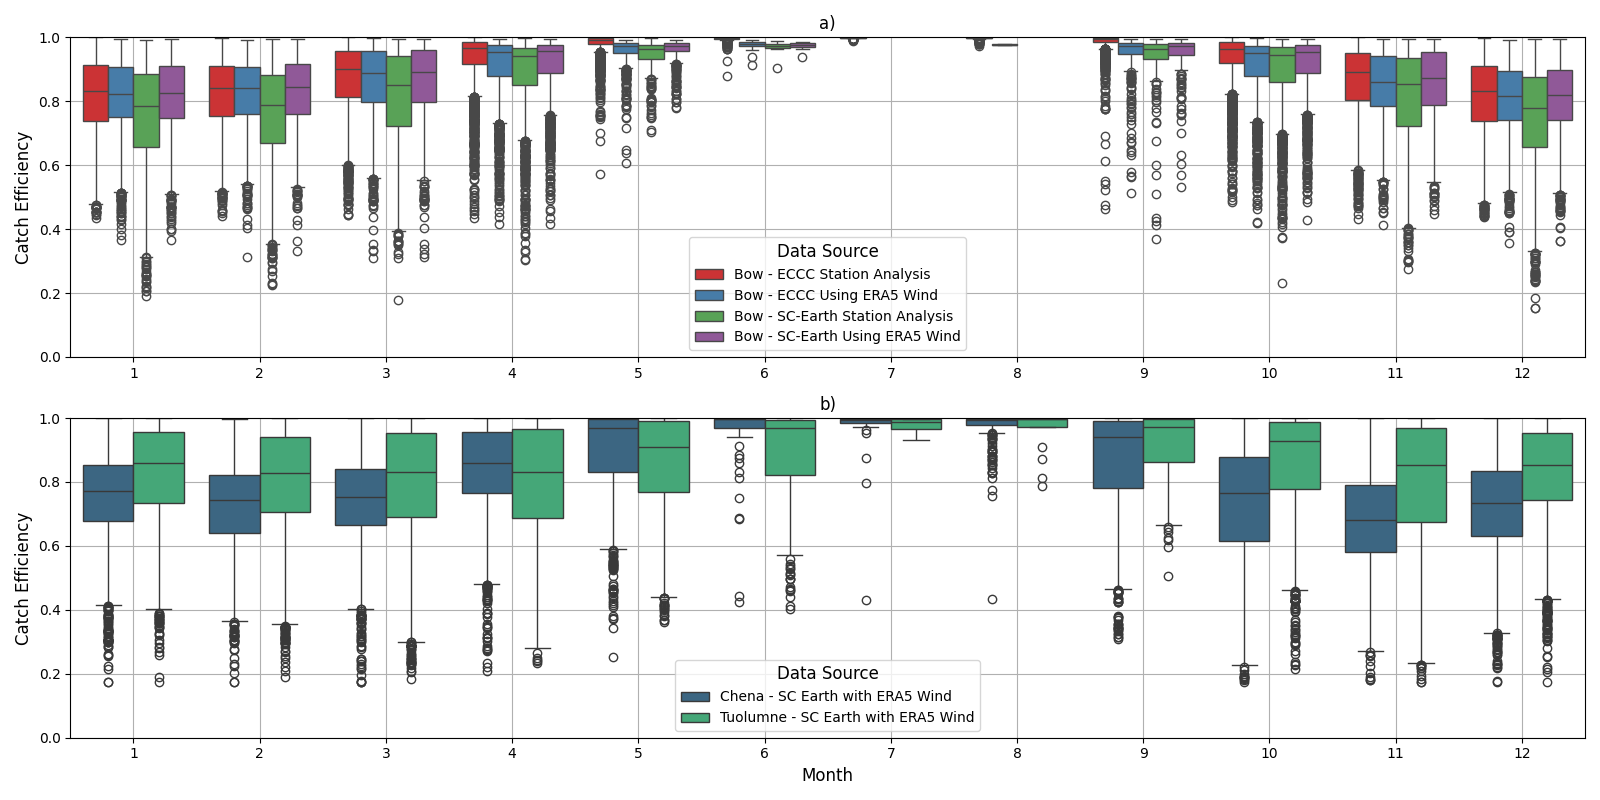 a)
Catch Efficiency
1.0
0.8
0.6
0.4
0.2
0.0
Data Source
Bow - ECCC Station Analysis
Bow - ECCC Using ERA5 Wind
Bow - SC-Earth Station Analysis
Bow - SC-Earth Using ERA5 Wind
1 2 3 4 5 6 7 8 9 10 11 12
b)
Catch Efficiency
1.0
0.8
0.6
0.4
0.2
0.0
Data Source
Chena - SC Earth with ERA5 Wind
Tuolumne - SC Earth with ERA5 Wind
1 2 3 4 5 6 7 8 9 10 11 12
Month